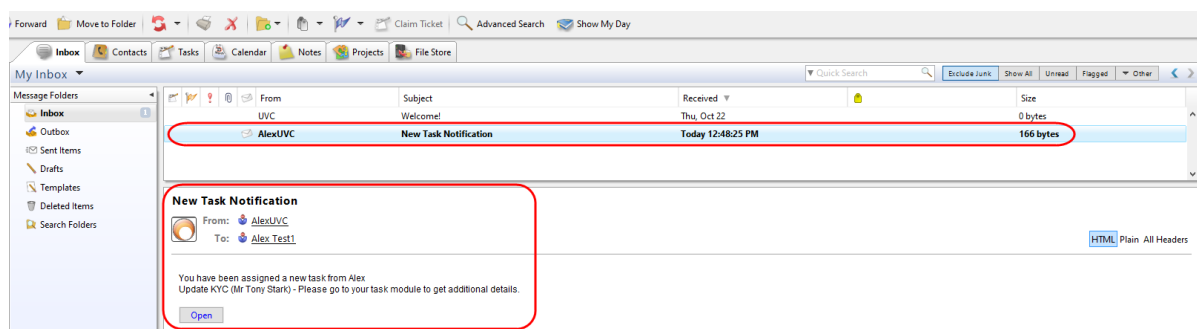 Forward Move to Folder Claim Ticket Advanced Search Show My Day
Inbox Contacts Tasks Calendar Notes Projects File Store
My Inbox Quick Search Exclude Junk Show All Unread Flagged Other
Message Folders From Subject Received Size
Inbox 1 UVC Welcome! Thu, Oct 22 0 bytes
Outbox AlexUVC New Task Notification Today 12:48:25 PM 166 bytes
Sent Items
Drafts
Templates
Deleted Items
Search Folders
New Task Notification
From: AlexUVC
To: Alex Test1
HTML Plain All Headers
You have been assigned a new task from Alex
Update KYC (Mr Tony Stark) - Please go to your task module to get additional details.
Open